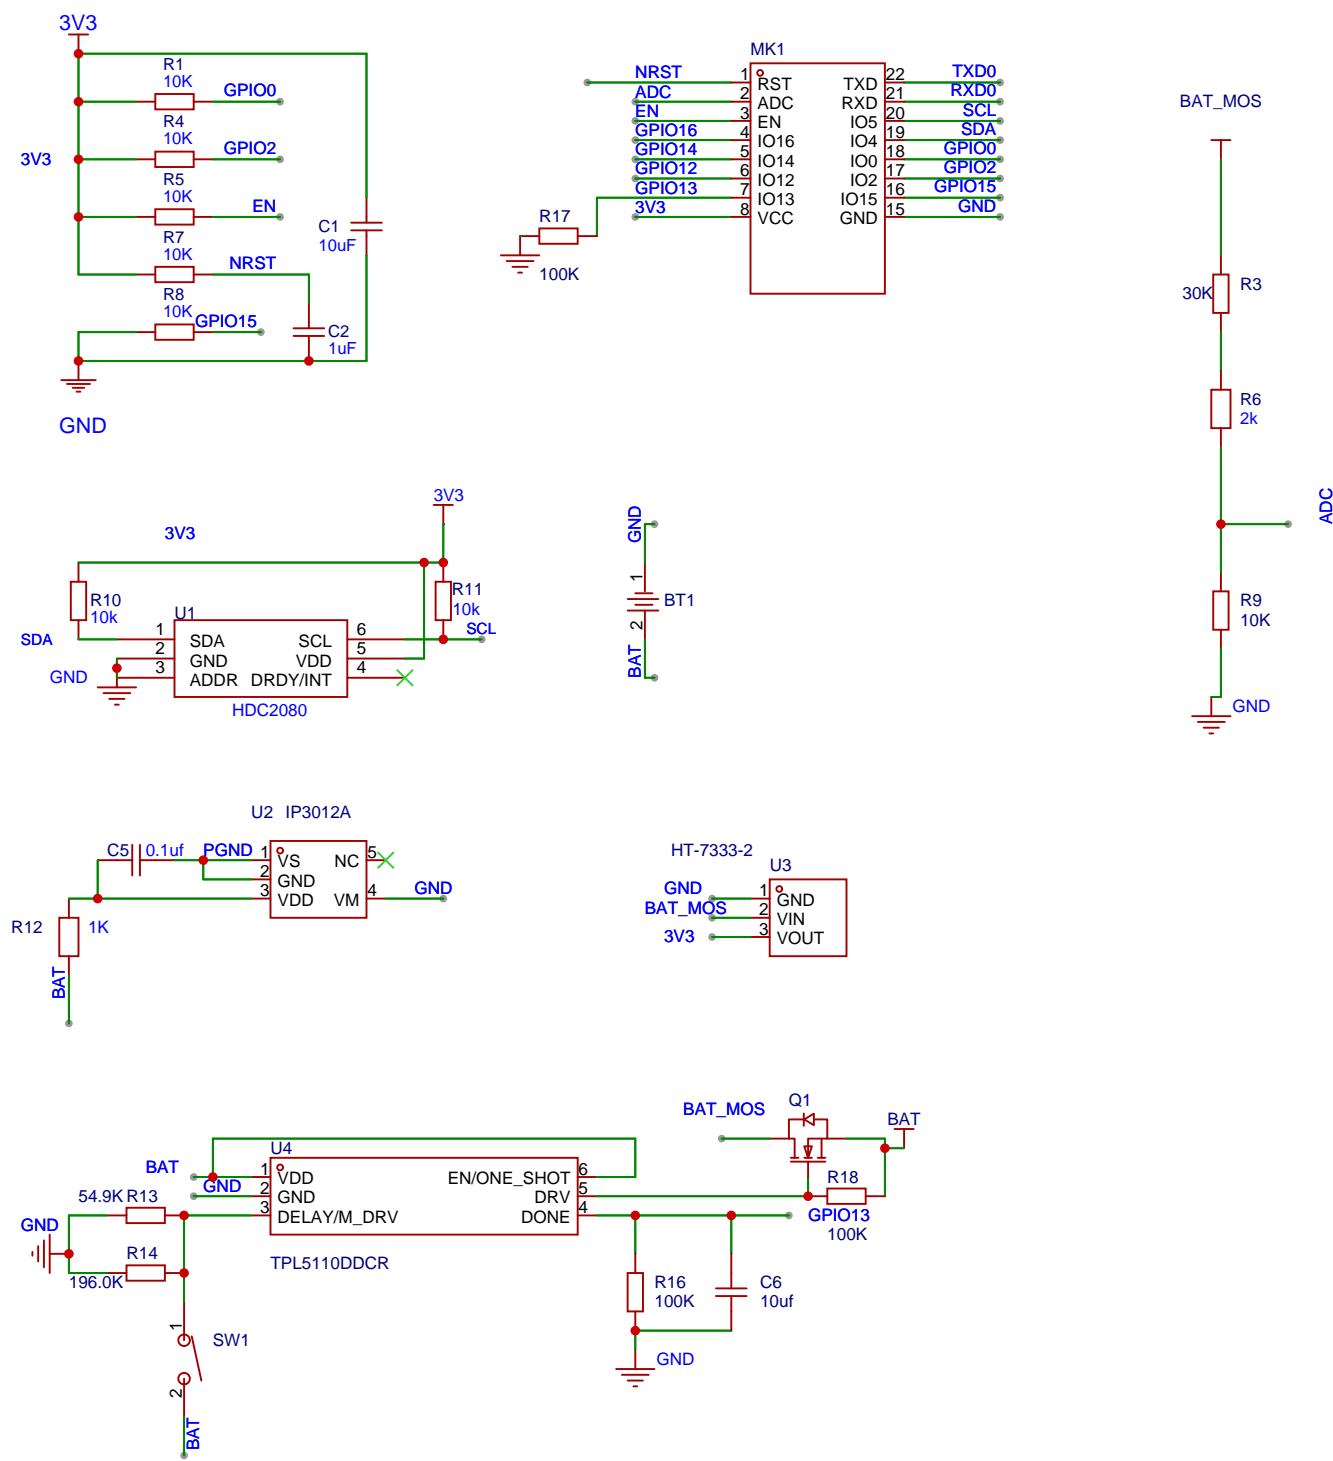 3V3
R1
10K
GPIO0
R4
10K
GPIO2
3V3
R5
10K
EN
R7
10K
NRST
R8
10K
GPIO15
C1
10uF
C2
1uF
GND
MK1
NRST 1 RST TXD 22 TXD0
ADC 2 ADC RXD 21 RXD0
EN 3 EN IO5 20 SCL
GPIO16 4 IO16 IO4 19 SDA
GPIO14 5 IO14 IO0 18 GPIO0
GPIO12 6 IO12 IO2 17 GPIO2
GPIO13 7 IO13 IO15 16 GPIO15
3V3 8 VCC GND 15 GND
R17
100K
BAT_MOS
R3
30K
R6
2k
ADC
R9
10K
GND
3V3
3V3
R10
10k
R11
10k
U1
SDA 1 SDA SCL 6 SCL
2 GND VDD 5
GND 3 ADDR DRDY/INT 4
HDC2080
GND
1
BT1
2
BAT
U2 IP3012A
C5 0.1uf PGND 1 VS NC 5
2 GND
3 VDD VM 4 GND
R12 1K
BAT
HT-7333-2
U3
GND 1 GND
BAT_MOS 2 VIN
3V3 3 VOUT
BAT_MOS
Q1
BAT
U4
BAT 1 VDD EN/ONE_SHOT 6
GND 2 GND DRV 5
3 DELAY/M_DRV DONE 4
TPL5110DDCR
R18
GPIO13
100K
54.9K R13
GND
R14
196.0K
R16
100K
C6
10uf
GND
1
SW1
2
BAT